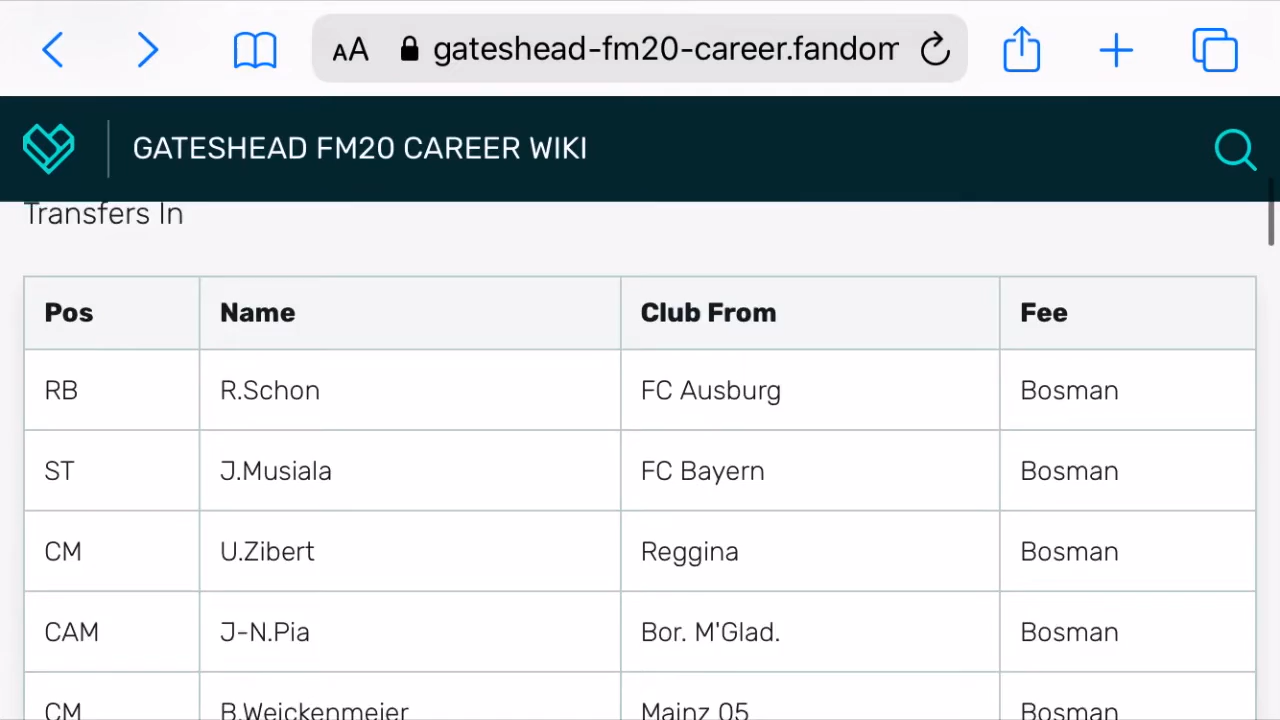 AA gateshead-fm20-career.fandom
GATESHEAD FM20 CAREER WIKI
Transfers In
Pos Name Club From Fee
RB R.Schon FC Ausburg Bosman
ST J.Musiala FC Bayern Bosman
CM U.Zibert Reggina Bosman
CAM J-N.Pia Bor. M'Glad. Bosman
CM B.Weickenmeier Mainz 05 Bosman